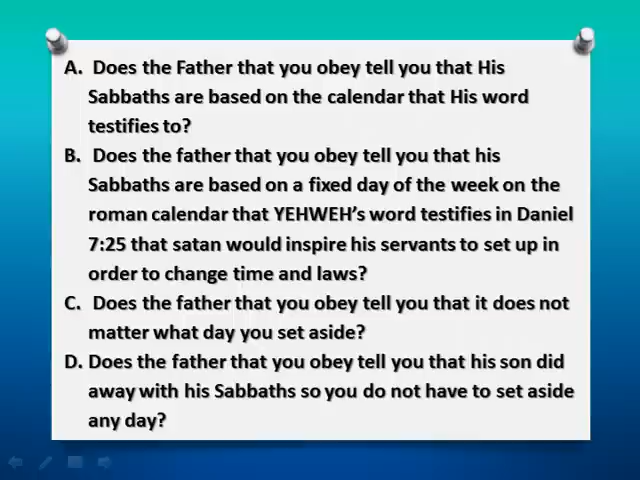 A. Does the Father that you obey tell you that His
Sabbaths are based on the calendar that His word
testifies to?
B. Does the father that you obey tell you that his
Sabbaths are based on a fixed day of the week on the
roman calendar that YEHWEH's word testifies in Daniel
7:25 that satan would inspire his servants to set up in
order to change time and laws?
C. Does the father that you obey tell you that it does not
matter what day you set aside?
D. Does the father that you obey tell you that his son did
away with his Sabbaths so you do not have to set aside
any day?